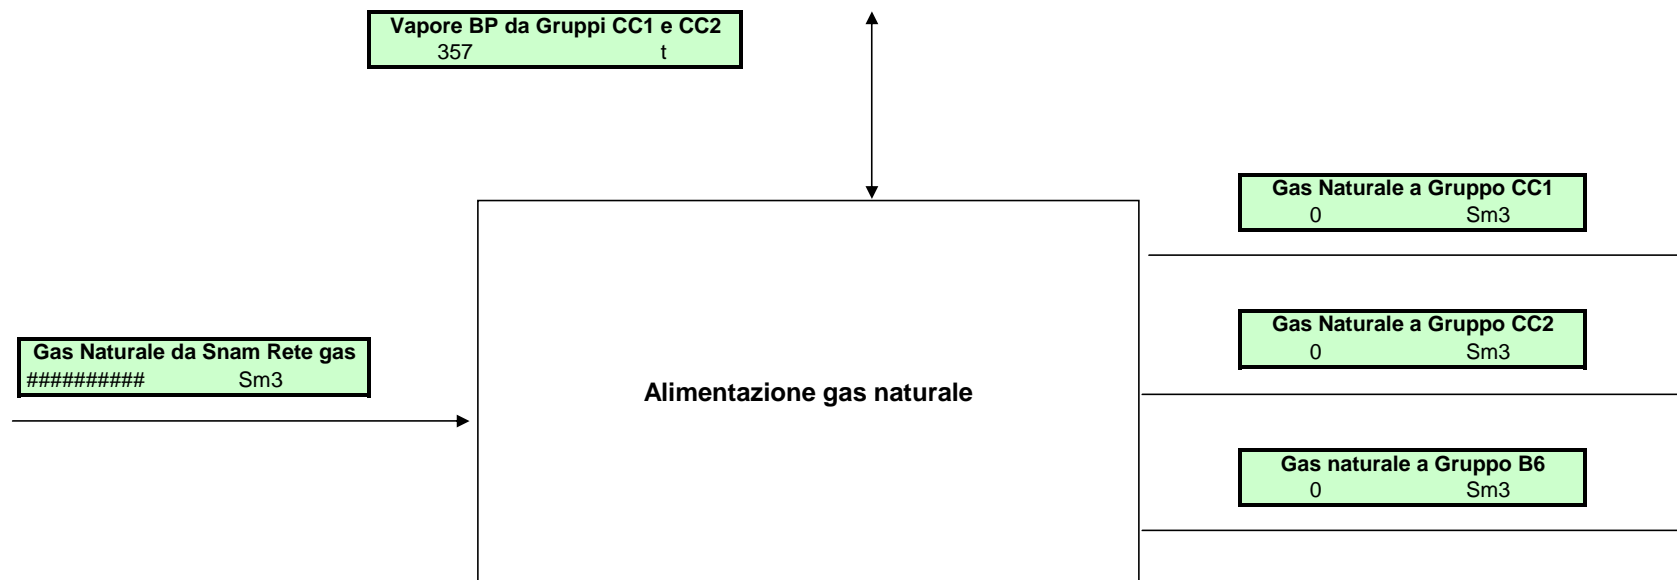 Vapore BP da Gruppi CC1 e CC2
357 t
Gas Naturale a Gruppo CC1
0 Sm3
Gas Naturale a Gruppo CC2
0 Sm3
Gas Naturale da Snam Rete gas
########## Sm3
Alimentazione gas naturale
Gas naturale a Gruppo B6
0 Sm3